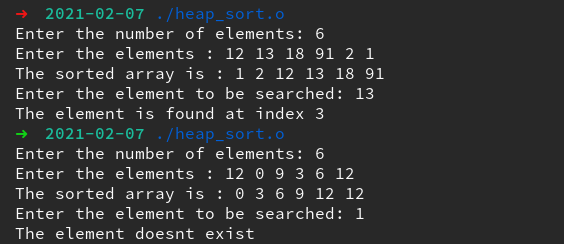 ➜ 2021-02-07 ./heap_sort.o
Enter the number of elements: 6
Enter the elements : 12 13 18 91 2 1
The sorted array is : 1 2 12 13 18 91
Enter the element to be searched: 13
The element is found at index 3
➜ 2021-02-07 ./heap_sort.o
Enter the number of elements: 6
Enter the elements : 12 0 9 3 6 12
The sorted array is : 0 3 6 9 12 12
Enter the element to be searched: 1
The element doesnt exist